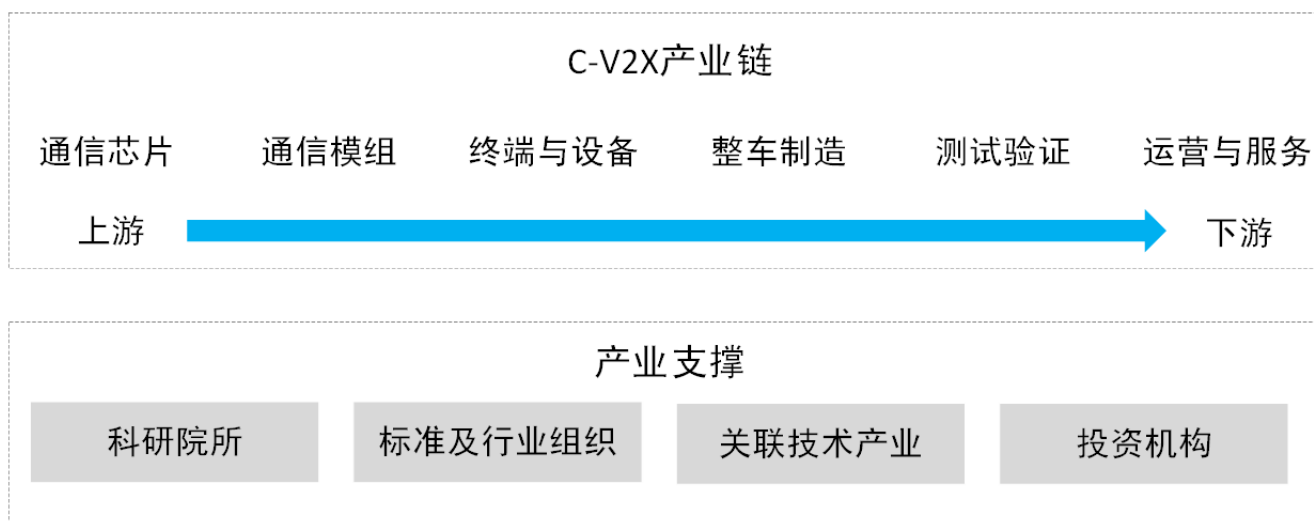 C-V2X产业链
通信芯片 通信模组 终端与设备 整车制造 测试验证 运营与服务
上游 下游
产业支撑
科研院所 标准及行业组织 关联技术产业 投资机构